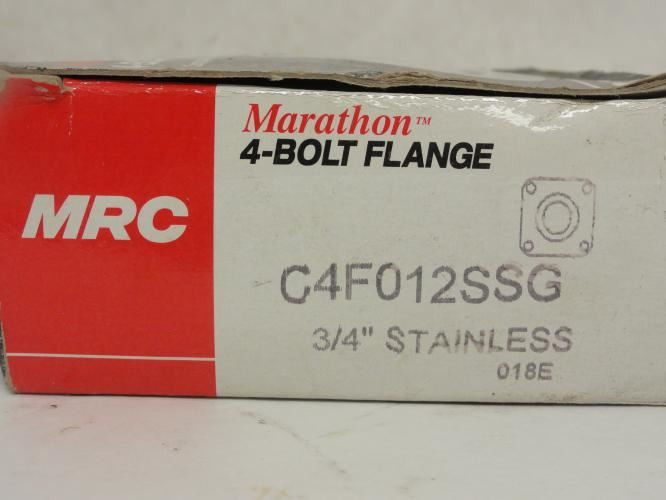 MRC
Marathon™
4-BOLT FLANGE
C4F012SSG
3/4" STAINLESS
018E